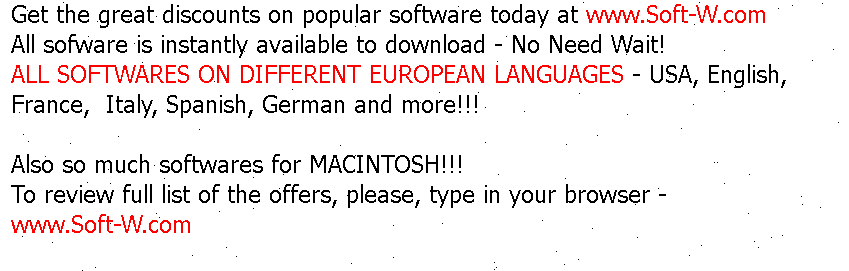 Get the great discounts on popular software today at www.Soft-W.com
All sofware is instantly available to download - No Need Wait!
ALL SOFTWARES ON DIFFERENT EUROPEAN LANGUAGES - USA, English,
France,  Italy, Spanish, German and more!!!
Also so much softwares for MACINTOSH!!!
To review full list of the offers, please, type in your browser -
www.Soft-W.com